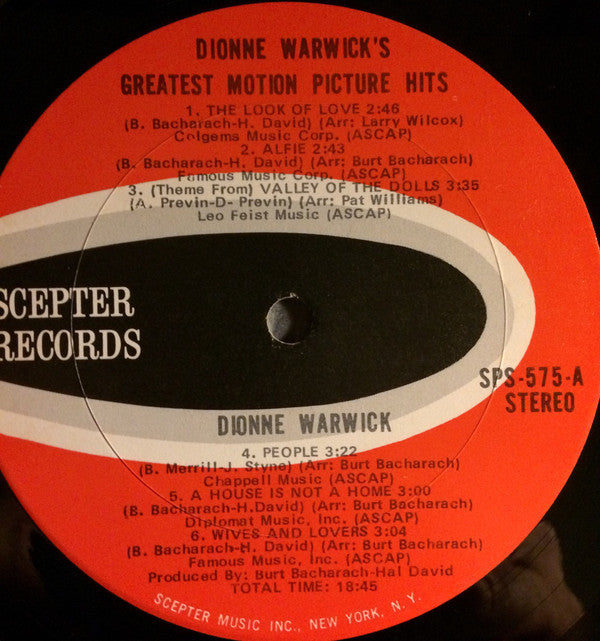 DIONNE WARWICK'S
GREATEST MOTION PICTURE HITS
1. THE LOOK OF LOVE 2:46
(B. Bacharach-H. David) (Arr: Larry Wilcox)
Colgems Music Corp. (ASCAP)
2. ALFIE 2:43
(B. Bacharach-H. David) (Arr: Burt Bacharach)
Famous Music Corp. (ASCAP)
3. (Theme From) VALLEY OF THE DOLLS 3:35
(A. Previn-D- Previn) (Arr: Pat Williams)
Leo Feist Music (ASCAP)
SCEPTER
RECORDS
SPS-575-A
STEREO
DIONNE WARWICK
4. PEOPLE 3:22
(B. Merrill-J. Styne) (Arr: Burt Bacharach)
Chappell Music (ASCAP)
5. A HOUSE IS NOT A HOME 3:00
(B. Bacharach-H.David) (Arr: Burt Bacharach)
Diplomat Music, Inc. (ASCAP)
6. WIVES AND LOVERS 3:04
(B. Bacharach-H. David) (Arr: Burt Bacharach)
Famous Music, Inc. (ASCAP)
Produced By: Burt Bacharach-Hal David
TOTAL TIME: 18:45
SCEPTER MUSIC INC., NEW YORK, N. Y.